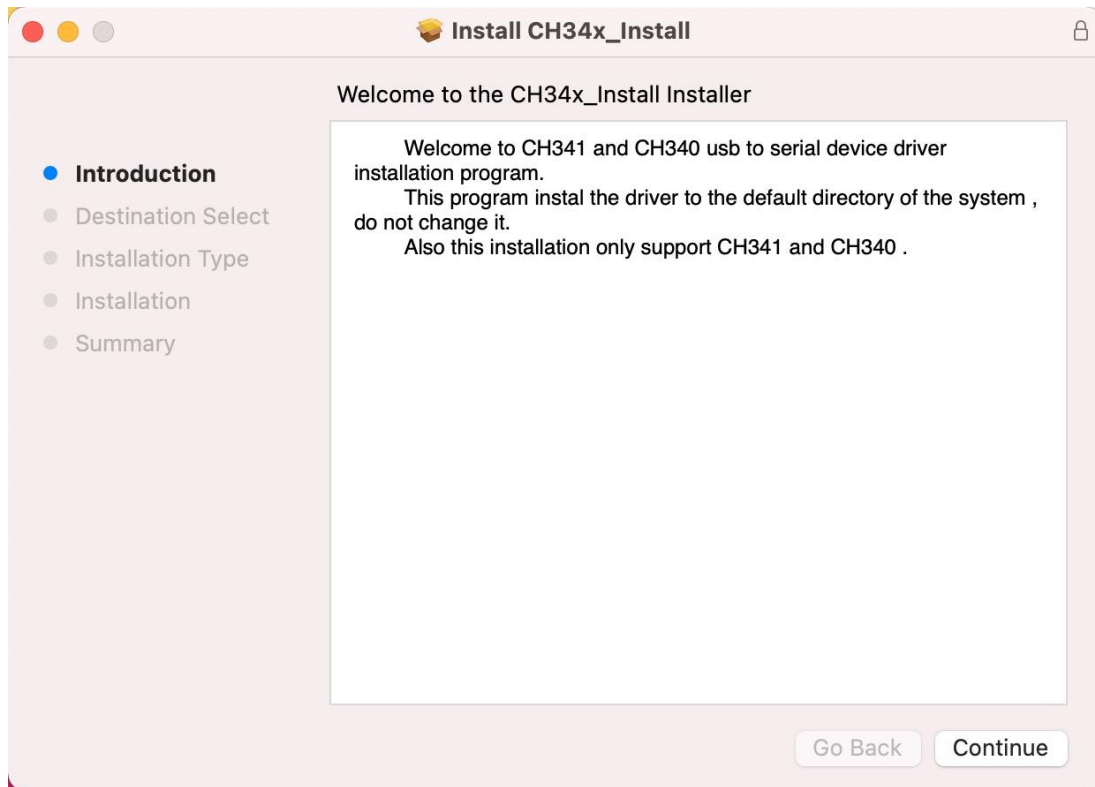 Install CH34x_Install
Welcome to the CH34x_Install Installer
Introduction
Destination Select
Installation Type
Installation
Summary
Welcome to CH341 and CH340 usb to serial device driver
installation program.
This program instal the driver to the default directory of the system ,
do not change it.
Also this installation only support CH341 and CH340 .
Go Back
Continue